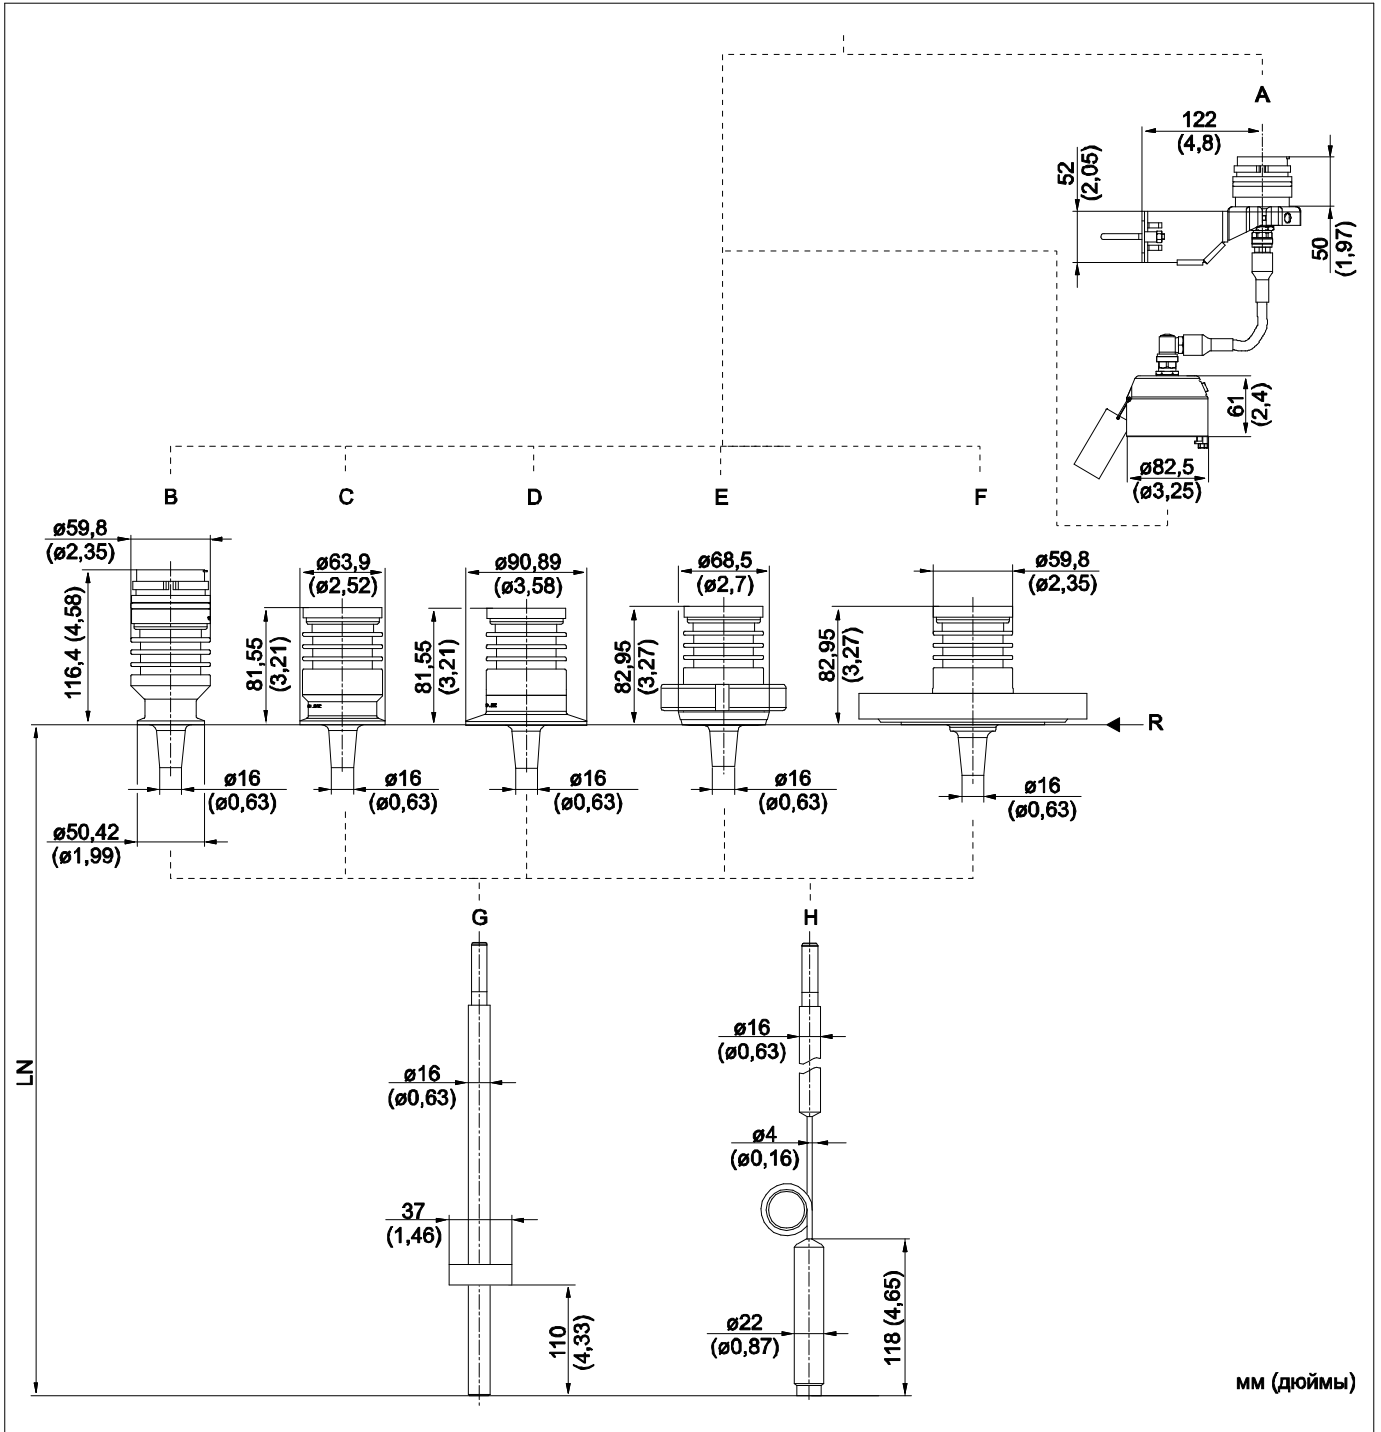 A
122
(4,8)
52
(2,05)
50
(1,97)
61
(2,4)
ø82,5
(ø3,25)
B
C
D
E
F
ø59,8
(ø2,35)
116,4 (4,58)
ø63,9
(ø2,52)
81,55
(3,21)
ø90,89
(ø3,58)
81,55
(3,21)
ø68,5
(ø2,7)
82,95
(3,27)
ø59,8
(ø2,35)
82,95
(3,27)
R
ø16
(ø0,63)
ø16
(ø0,63)
ø16
(ø0,63)
ø16
(ø0,63)
ø16
(ø0,63)
ø50,42
(ø1,99)
G
H
LN
ø16
(ø0,63)
37
(1,46)
110
(4,33)
ø16
(ø0,63)
ø4
(ø0,16)
ø22
(ø0,87)
118 (4,65)
мм (дюймы)